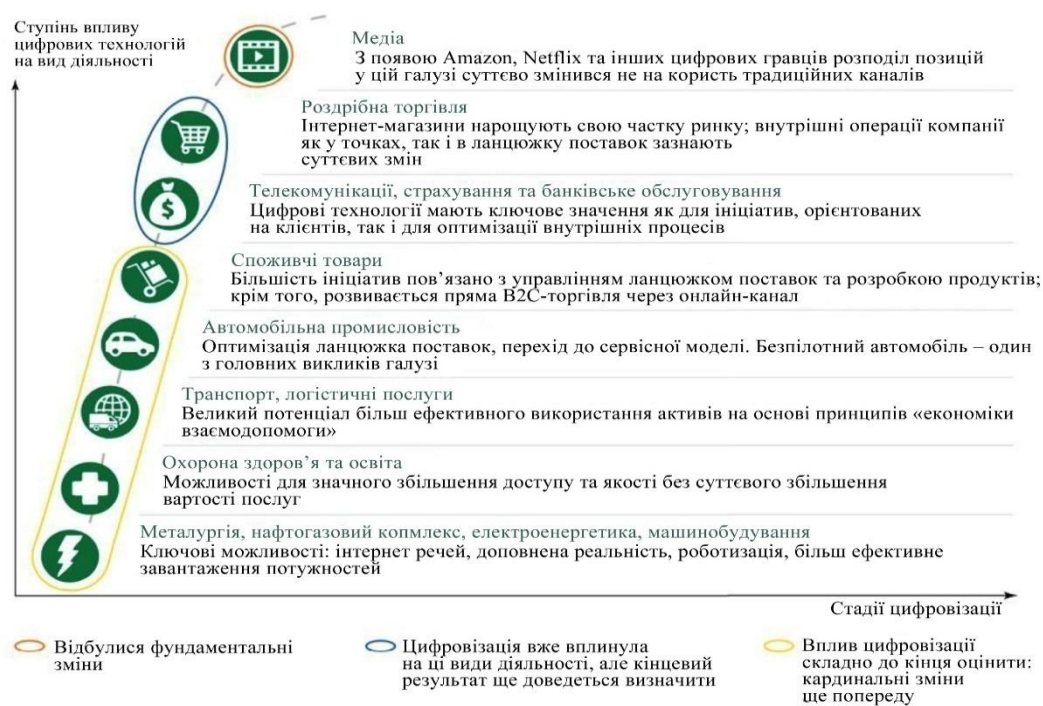 Ступінь впливу
цифрових технологій
на вид діяльності
Медіа
З появою Amazon, Netflix та інших цифрових гравців розподіл позицій
у цій галузі суттєво змінився не на користь традиційних каналів
Роздрібна торгівля
Інтернет-магазини нарощують свою частку ринку; внутрішні операції компанії
як у точках, так і в ланцюжку поставок зазнають
суттєвих змін
Телекомунікації, страхування та банківське обслуговування
Цифрові технології мають ключове значення як для ініціатив, орієнтованих
на клієнтів, так і для оптимізації внутрішніх процесів
Споживчі товари
Більшість ініціатив пов’язано з управлінням ланцюжком поставок та розробкою продуктів;
крім того, розвивається пряма B2C-торгівля через онлайн-канал
Автомобільна промисловість
Оптимізація ланцюжка поставок, перехід до сервісної моделі. Безпілотний автомобіль – один
з головних викликів галузі
Транспорт, логістичні послуги
Великий потенціал більш ефективного використання активів на основі принципів «економіки
взаємодопомоги»
Охорона здоров’я та освіта
Можливості для значного збільшення доступу та якості без суттєвого збільшення
вартості послуг
Металургія, нафтогазовий копмлекс, електроенергетика, машинобудування
Ключові можливості: інтернет речей, доповнена реальність, роботизація, більш ефективне
завантаження потужностей
Стадії цифровізації
Відбулися фундаментальні
зміни
Цифровізація вже вплинула
на ці види діяльності, але кінцевий
результат ще доведеться визначити
Вплив цифровізації
складно до кінця оцінити:
кардинальні зміни
ще попереду